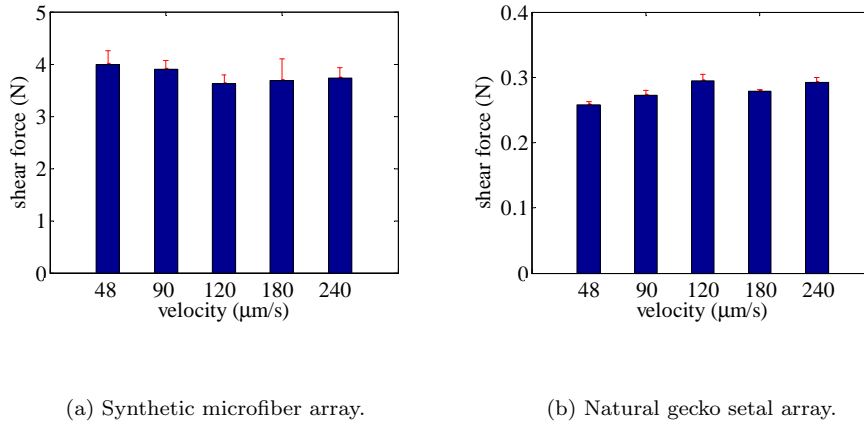 5
4
3
2
1
0
shear force (N)
48 90 120 180 240
velocity (μm/s)
(a) Synthetic microfiber array.
0.4
0.3
0.2
0.1
0
shear force (N)
48 90 120 180 240
velocity (μm/s)
(b) Natural gecko setal array.